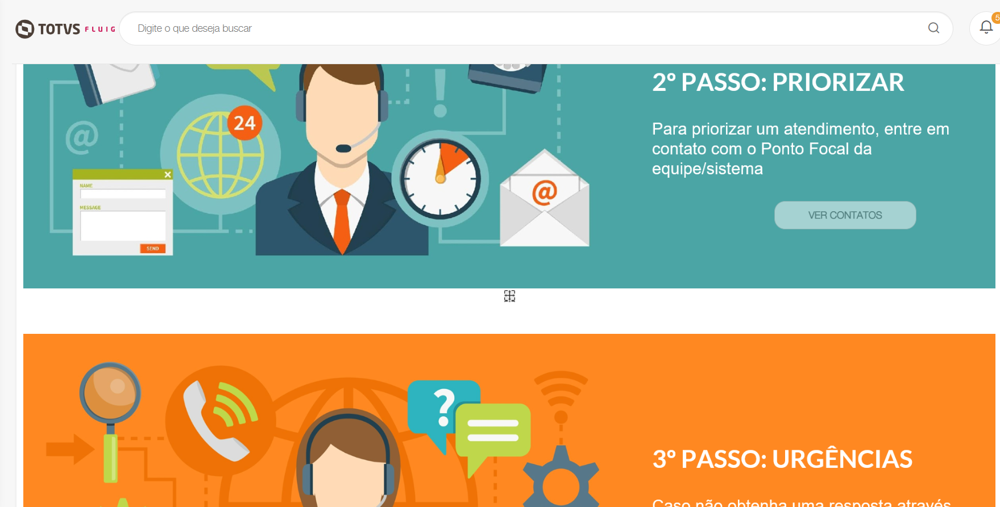 TOTVS FLUIG
Digite o que deseja buscar
5
2º PASSO: PRIORIZAR
Para priorizar um atendimento, entre em
contato com o Ponto Focal da
equipe/sistema
VER CONTATOS
@
24
NAME
MESSAGE
SEND
@
3º PASSO: URGÊNCIAS
Caso não obtenha uma resposta através